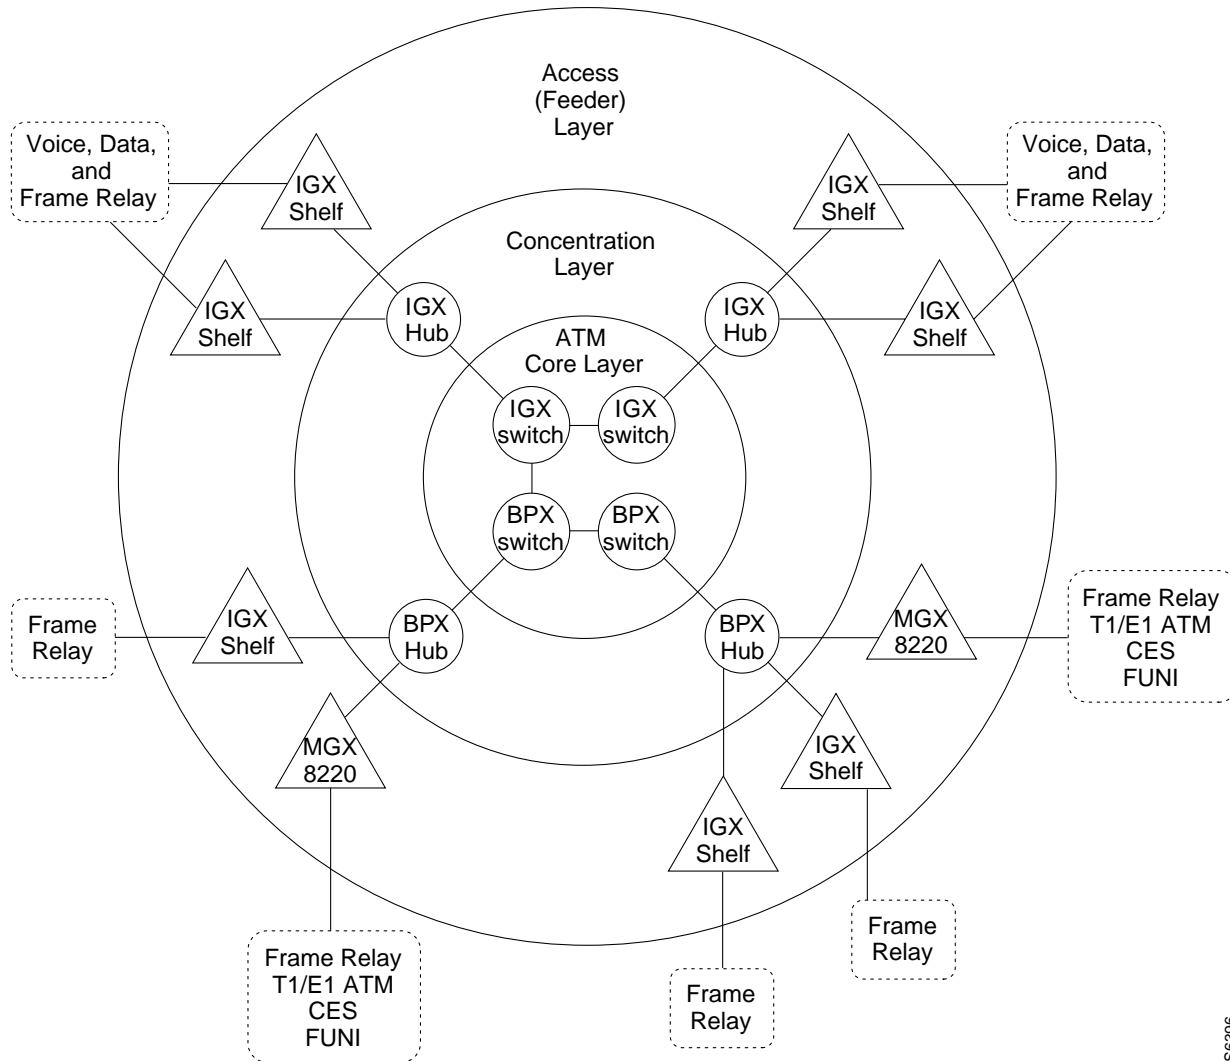 Access
(Feeder)
Layer
Voice, Data,
and
Frame Relay
IGX
Shelf
IGX
Shelf
Voice, Data,
and
Frame Relay
Concentration
Layer
IGX
Shelf
IGX
Hub
IGX
Hub
IGX
Shelf
ATM
Core Layer
IGX
switch
IGX
switch
BPX
switch
BPX
switch
Frame
Relay
IGX
Shelf
BPX
Hub
BPX
Hub
MGX
8220
Frame Relay
T1/E1 ATM
CES
FUNI
MGX
8220
IGX
Shelf
IGX
Shelf
Frame
Relay
Frame Relay
T1/E1 ATM
CES
FUNI
Frame
Relay